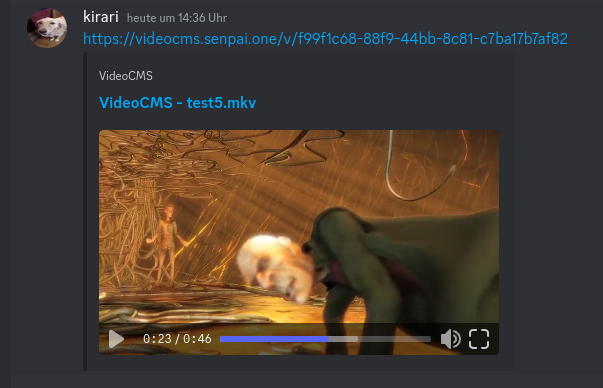 kirari heute um 14:36 Uhr
https://videocms.senpai.one/v/f99f1c68-88f9-44bb-8c81-c7ba17b7af82
VideoCMS
VideoCMS - test5.mkv
0:23 / 0:46